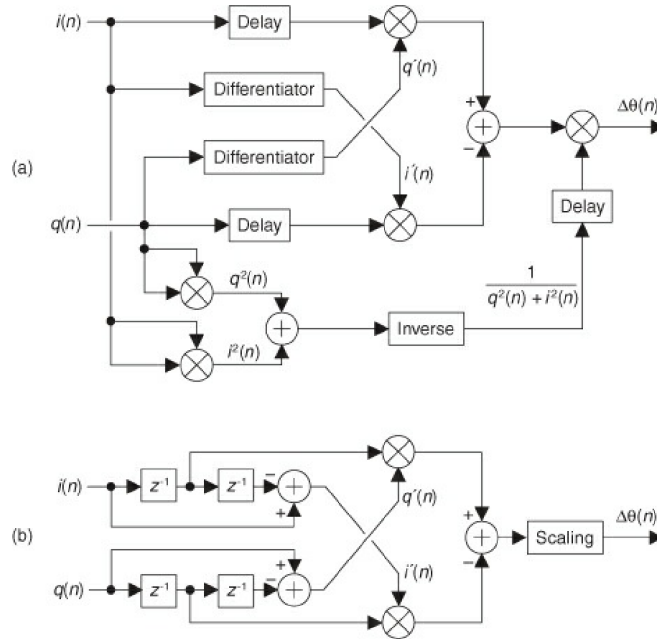 i(n)
Delay
q´(n)
Differentiator
+
Δθ(n)
(a)
Differentiator
−
i´(n)
q(n)
Delay
Delay
q²(n)
1
q²(n) + i²(n)
Inverse
i²(n)
i(n)
z⁻¹
z⁻¹
−
+
q´(n)
(b)
+
Δθ(n)
Scaling
−
+
q(n)
z⁻¹
z⁻¹
−
i´(n)